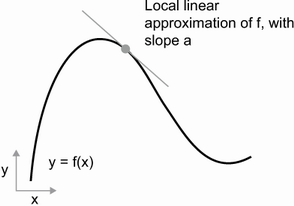 Local linear
approximation of f, with
slope a
y = f(x)
y
x